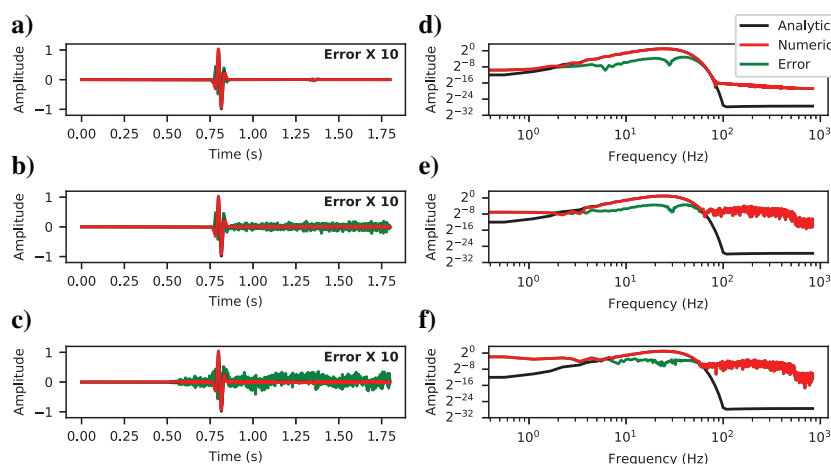 a)
Amplitude
1
0
−1
Error X 10
0.00 0.25 0.50 0.75 1.00 1.25 1.50 1.75
Time (s)
d)
Amplitude
2^0
2^−8
2^−16
2^−24
2^−32
10^0 10^1 10^2 10^3
Frequency (Hz)
Analytic
Numeric
Error
b)
Amplitude
1
0
−1
Error X 10
0.00 0.25 0.50 0.75 1.00 1.25 1.50 1.75
Time (s)
e)
Amplitude
2^0
2^−8
2^−16
2^−24
2^−32
10^0 10^1 10^2 10^3
Frequency (Hz)
c)
Amplitude
1
0
−1
Error X 10
0.00 0.25 0.50 0.75 1.00 1.25 1.50 1.75
Time (s)
f)
Amplitude
2^0
2^−8
2^−16
2^−24
2^−32
10^0 10^1 10^2 10^3
Frequency (Hz)